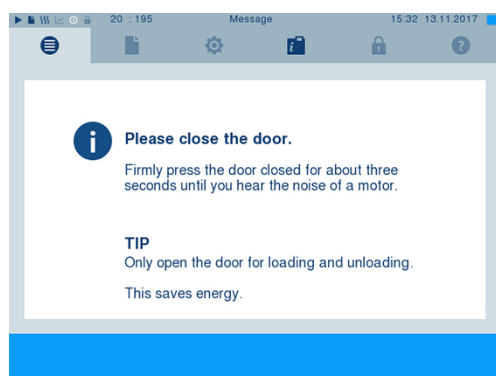 20 : 195 Message 15:32 13.11.2017
Please close the door.
Firmly press the door closed for about three
seconds until you hear the noise of a motor.
TIP
Only open the door for loading and unloading.
This saves energy.